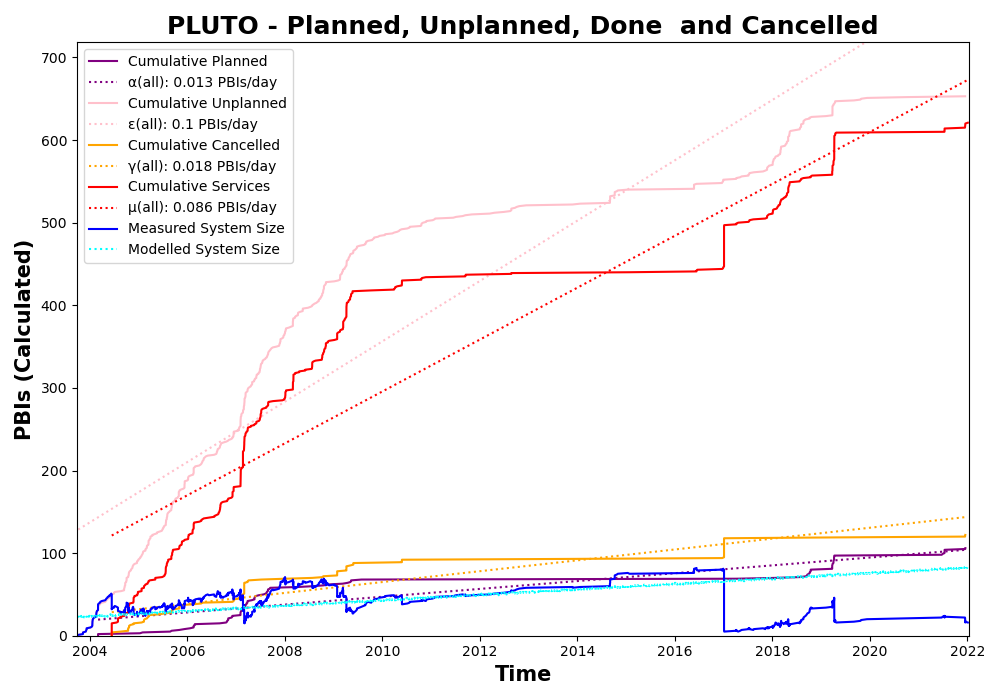 PLUTO - Planned, Unplanned, Done  and Cancelled
Cumulative Planned
α(all): 0.013 PBIs/day
Cumulative Unplanned
ε(all): 0.1 PBIs/day
Cumulative Cancelled
γ(all): 0.018 PBIs/day
Cumulative Services
μ(all): 0.086 PBIs/day
Measured System Size
Modelled System Size
PBIs (Calculated)
700
600
500
400
300
200
100
0
2004 2006 2008 2010 2012 2014 2016 2018 2020 2022
Time